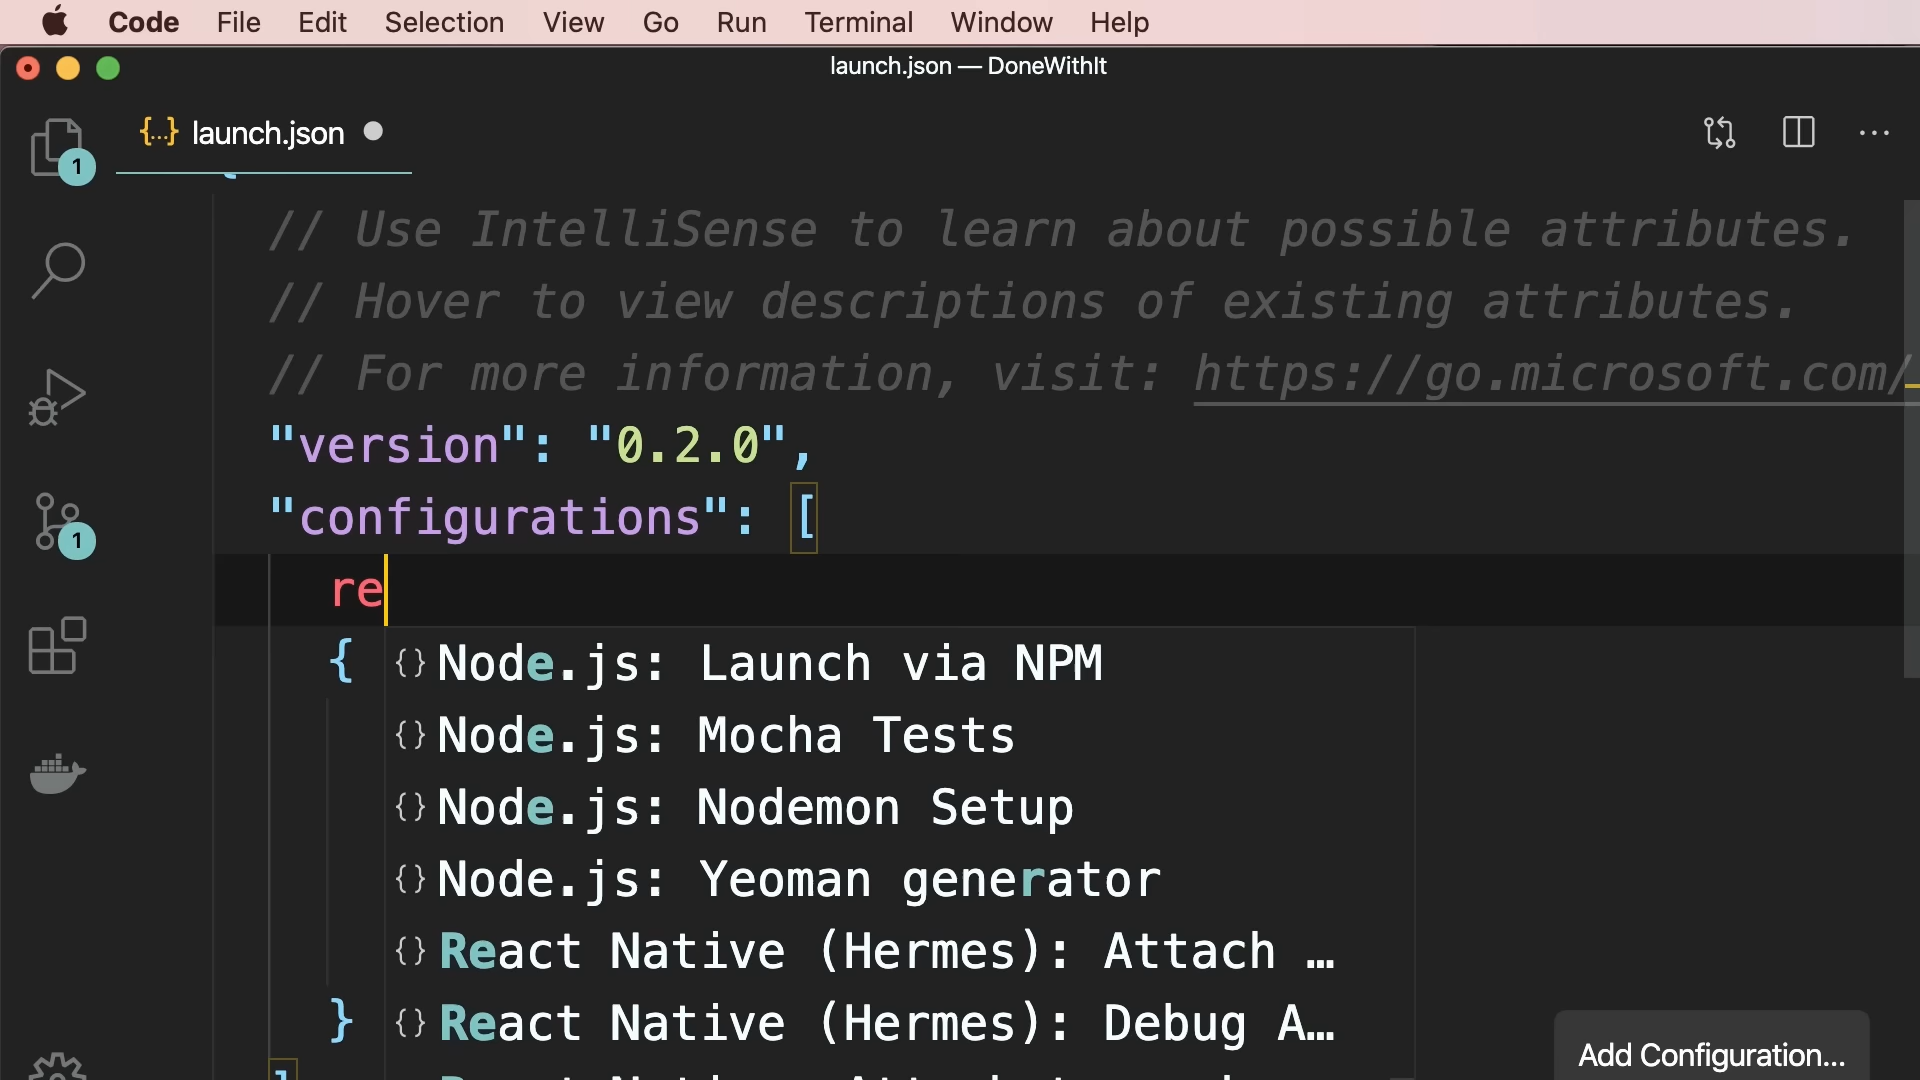 Code File Edit Selection View Go Run Terminal Window Help
launch.json — DoneWithIt
{...} launch.json
1
// Use IntelliSense to learn about possible attributes.
// Hover to view descriptions of existing attributes.
// For more information, visit: https://go.microsoft.com/
"version": "0.2.0",
"configurations": [
1
re
{ {} Node.js: Launch via NPM
{} Node.js: Mocha Tests
{} Node.js: Nodemon Setup
{} Node.js: Yeoman generator
{} React Native (Hermes): Attach …
} {} React Native (Hermes): Debug A…
Add Configuration...